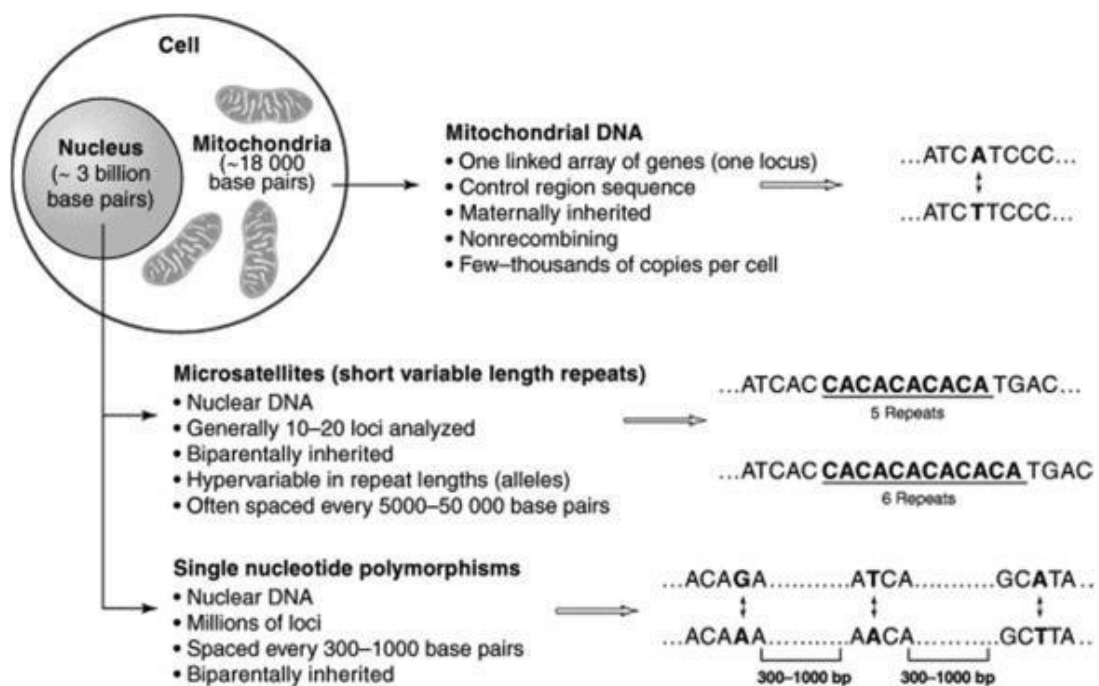 Cell
Nucleus
(~ 3 billion
base pairs)
Mitochondria
(~18 000
base pairs)
Mitochondrial DNA
• One linked array of genes (one locus)
• Control region sequence
• Maternally inherited
• Nonrecombining
• Few–thousands of copies per cell
...ATCATCCC...
...ATCTTCCC...
Microsatellites (short variable length repeats)
• Nuclear DNA
• Generally 10–20 loci analyzed
• Biparentally inherited
• Hypervariable in repeat lengths (alleles)
• Often spaced every 5000–50 000 base pairs
...ATCAC CACACACACA TGAC...
5 Repeats
...ATCAC CACACACACACA TGAC
6 Repeats
Single nucleotide polymorphisms
• Nuclear DNA
• Millions of loci
• Spaced every 300–1000 base pairs
• Biparentally inherited
...ACAGA..........ATCA..........GCATA...
...ACAAA..........AACA..........GCTTA...
300–1000 bp 300–1000 bp